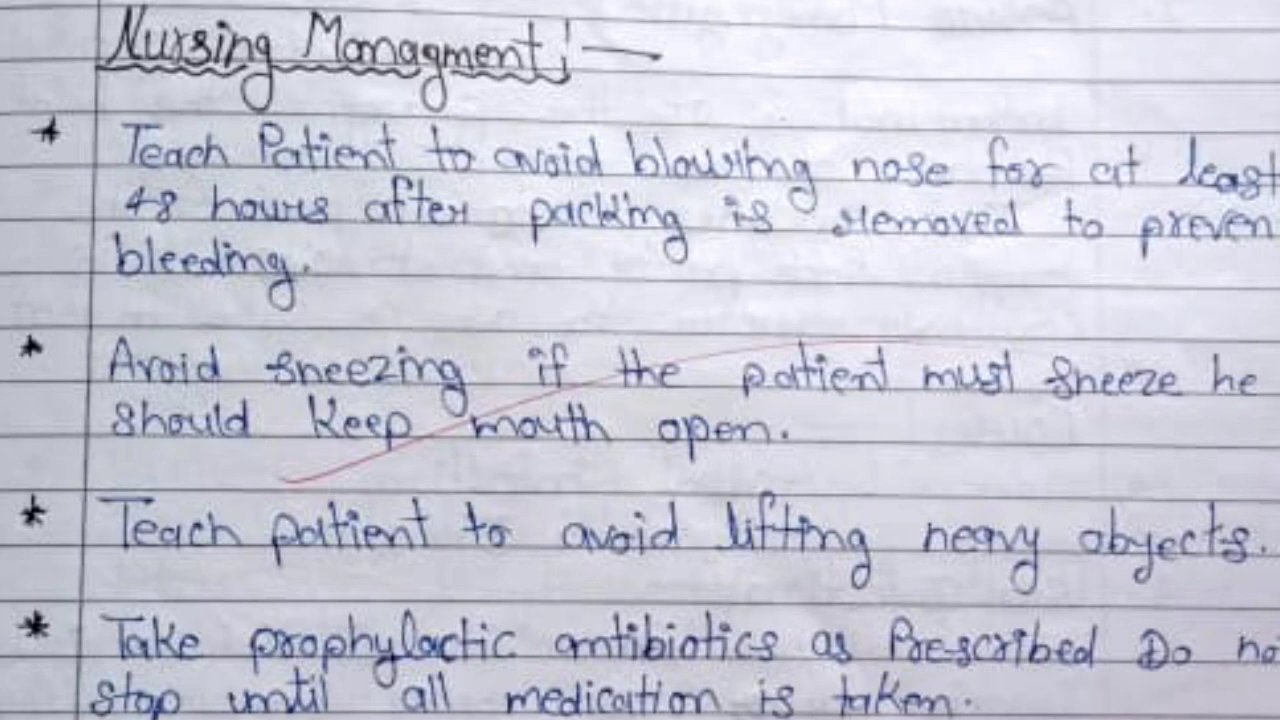 Nursing Managment :-
* Teach Patient to avoid blowing nose for at least
48 hours after packing is removed to preven
bleeding.
* Avoid sneezing if the patient must sneeze he
should keep mouth open.
* Teach patient to avoid lifting heavy objects.
* Take prophylactic antibiotics as Prescribed Do no
stop until all medication is taken.